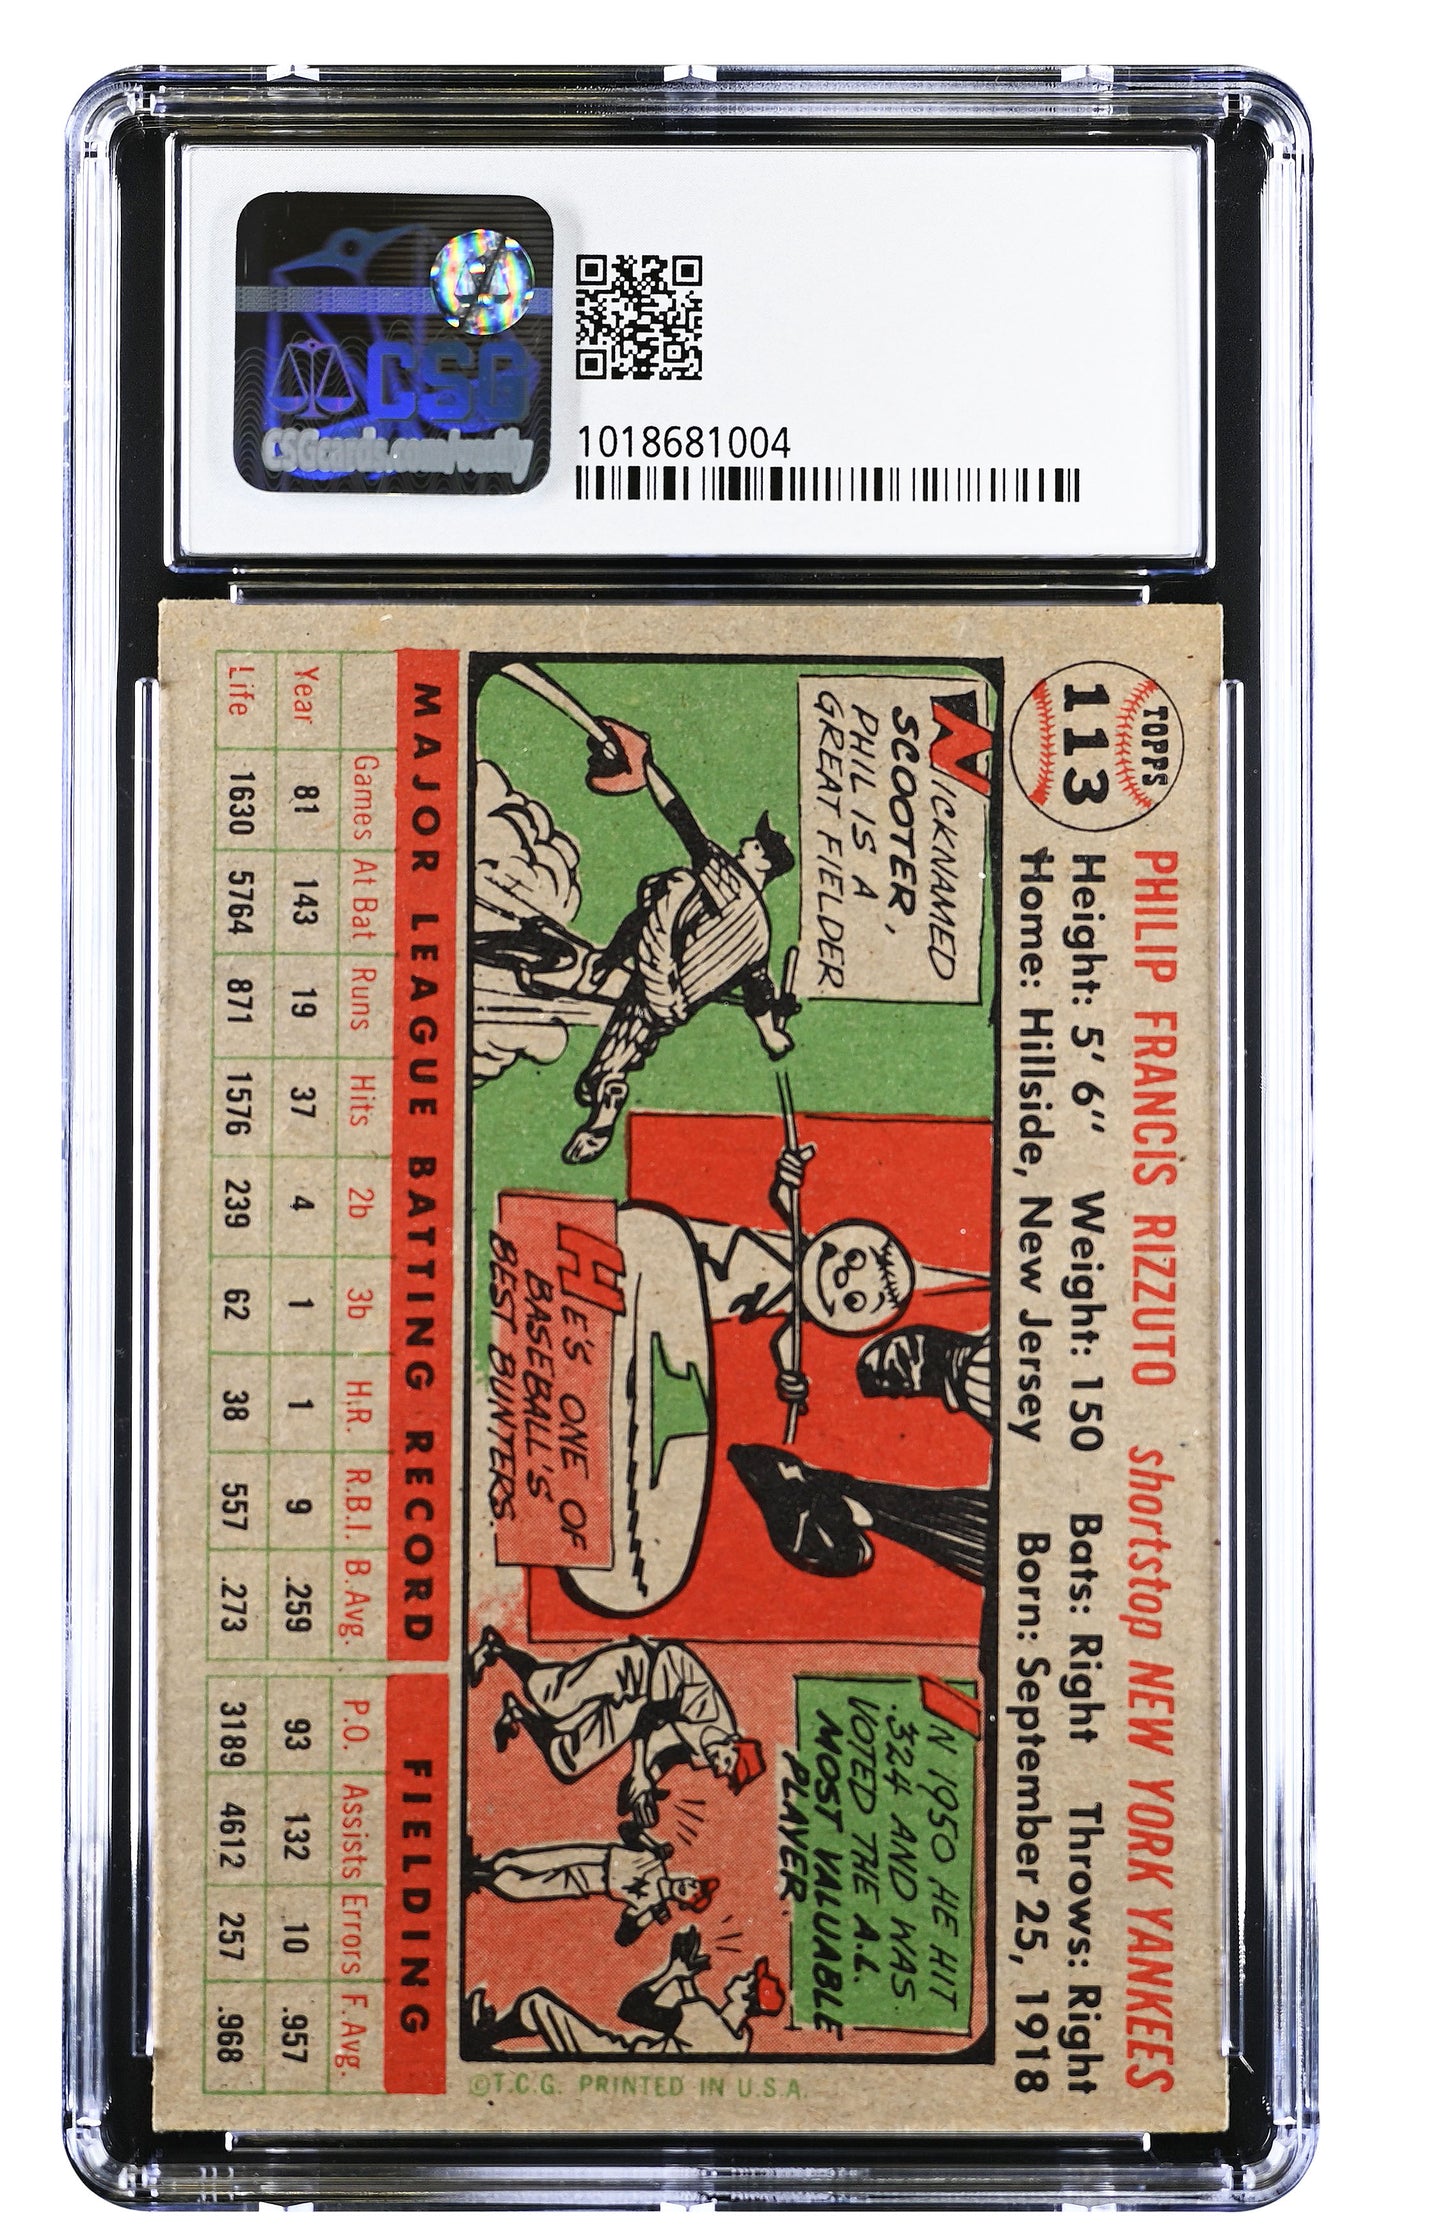 CSG
CSGcards.com/verify
1018681004
TOPPS
113
PHILIP FRANCIS RIZZUTO shortstop NEW YORK YANKEES
Height: 5' 6" Weight: 150 Bats: Right Throws: Right
Home: Hillside, New Jersey Born: September 25, 1918
NICKNAMED
SCOOTER,
PHIL IS A
GREAT FIELDER
HE'S ONE OF
BASEBALL'S
BEST BUNTERS.
IN 1950 HE HIT
.324 AND WAS
VOTED THE A.L.
MOST VALUABLE
PLAYER.
©T.C.G. PRINTED IN U.S.A.
MAJOR LEAGUE BATTING RECORD FIELDING
Games At Bat Runs Hits 2b 3b H.R. R.B.I. B.Avg. P.O. Assists Errors F.Avg.
Year 81 143 19 37 4 1 1 9 .259 93 132 10 .957
Life 1630 5764 871 1576 239 62 38 557 .273 3189 4612 257 .968